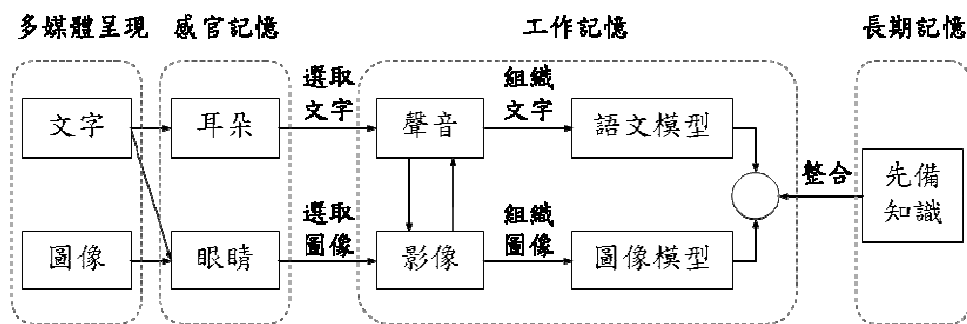 多媒體呈現
感官記憶
工作記憶
長期記憶
選取
文字
組織
文字
文字
耳朵
聲音
語文模型
整合
先備
知識
選取
圖像
組織
圖像
圖像
眼睛
影像
圖像模型